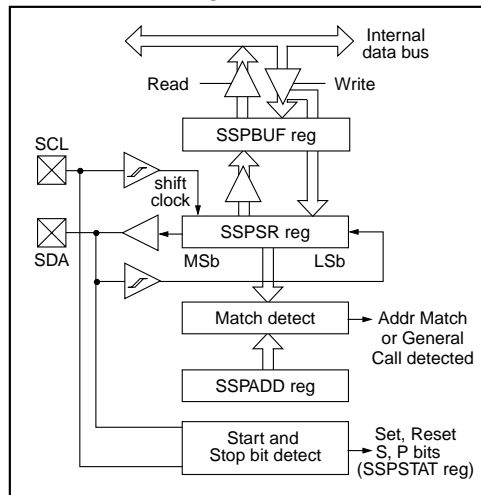 Internal
data bus
Read
Write
SSPBUF reg
SCL
shift
clock
SSPSR reg
SDA
MSb
LSb
Match detect
Addr Match
or General
Call detected
SSPADD reg
Start and
Stop bit detect
Set, Reset
S, P bits
(SSPSTAT reg)